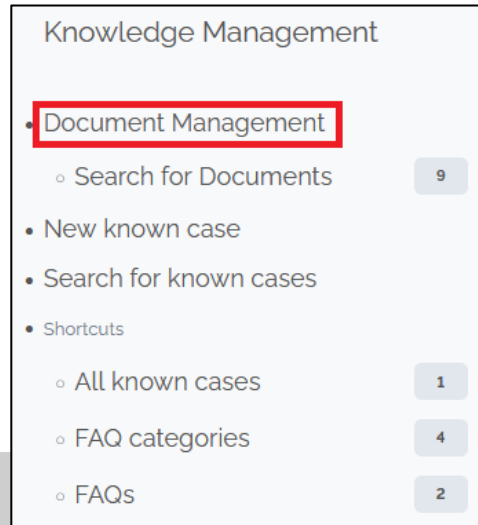 Knowledge Management
Document Management
Search for Documents 9
New known case
Search for known cases
Shortcuts
All known cases 1
FAQ categories 4
FAQs 2